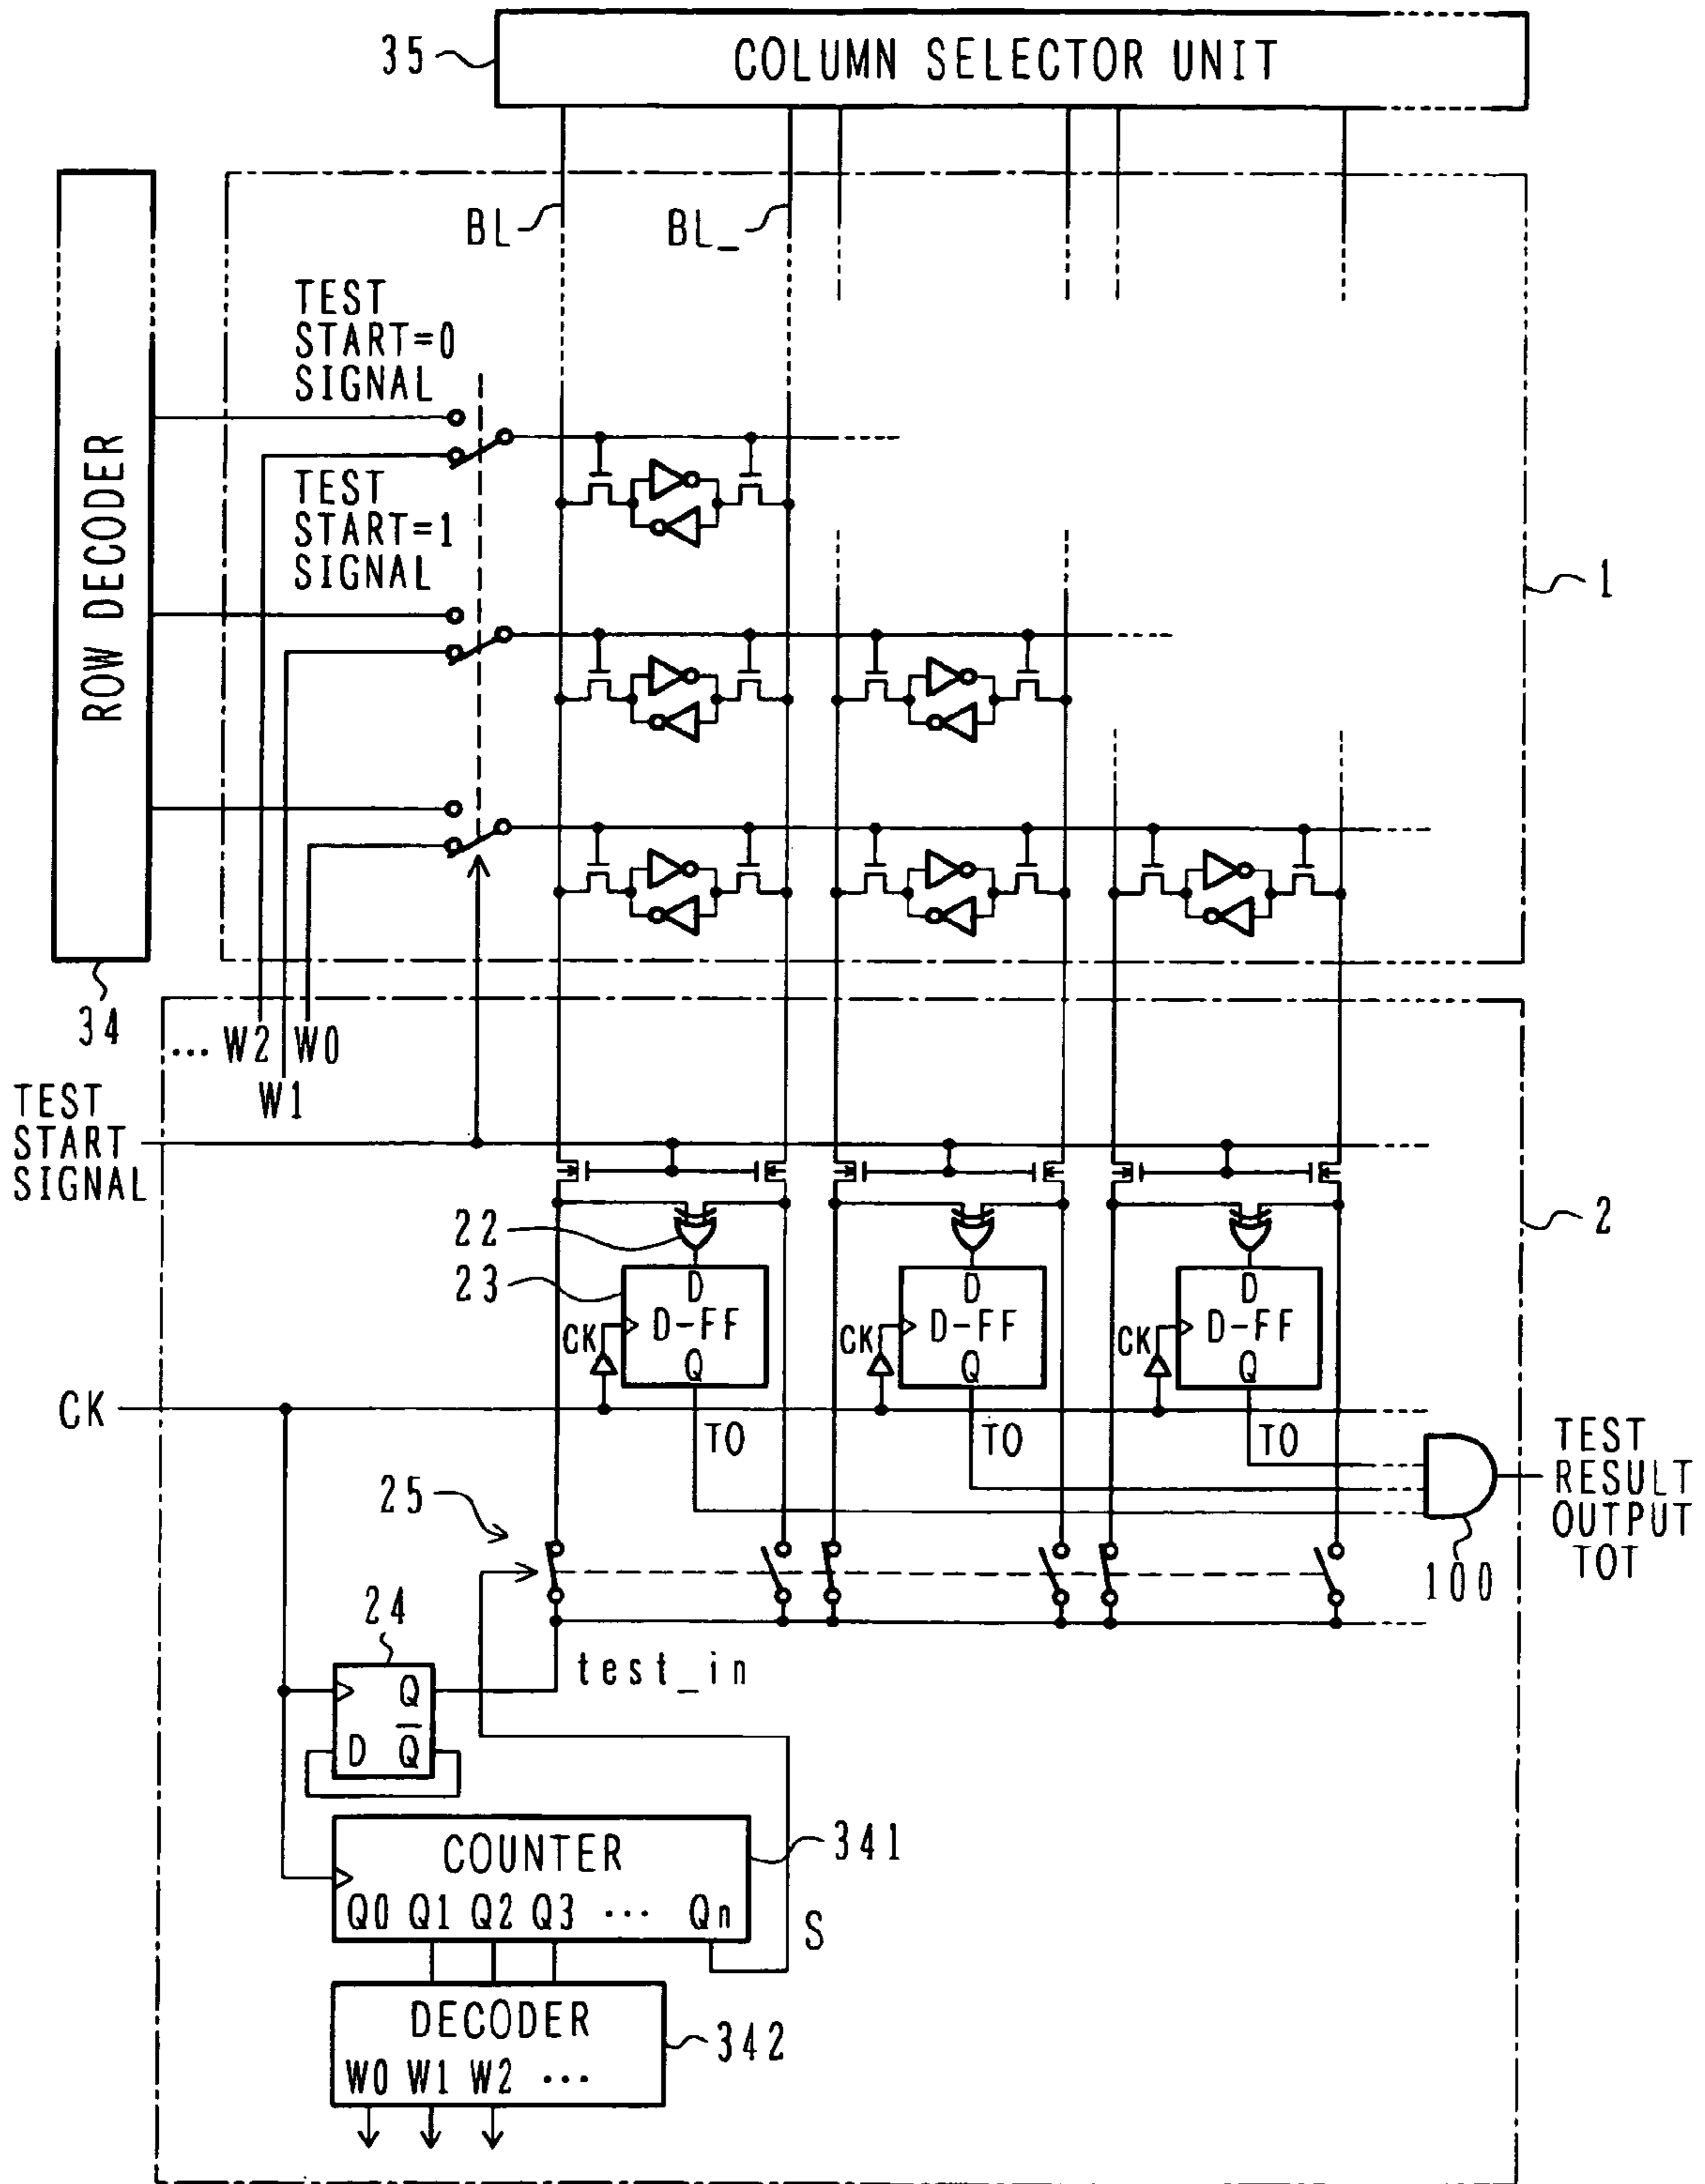 35
COLUMN SELECTOR UNIT
BL
BL_
TEST
START=0
SIGNAL
TEST
START=1
SIGNAL
ROW DECODER
1
34
... W2 W0
W1
TEST
START
SIGNAL
2
22
23
D
D-FF
Q
CK
D
D-FF
Q
CK
D
D-FF
Q
CK
CK
TO
TO
TO
TEST
RESULT
OUTPUT
TOT
100
25
24
Q
D Q̅
test_in
COUNTER
341
Q0 Q1 Q2 Q3 ... Qn
S
DECODER
342
W0 W1 W2 ...